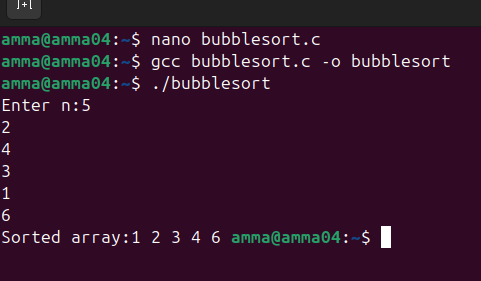 amma@amma04:~$ nano bubblesort.c
amma@amma04:~$ gcc bubblesort.c -o bubblesort
amma@amma04:~$ ./bubblesort
Enter n:5
2
4
3
1
6
Sorted array:1 2 3 4 6 amma@amma04:~$